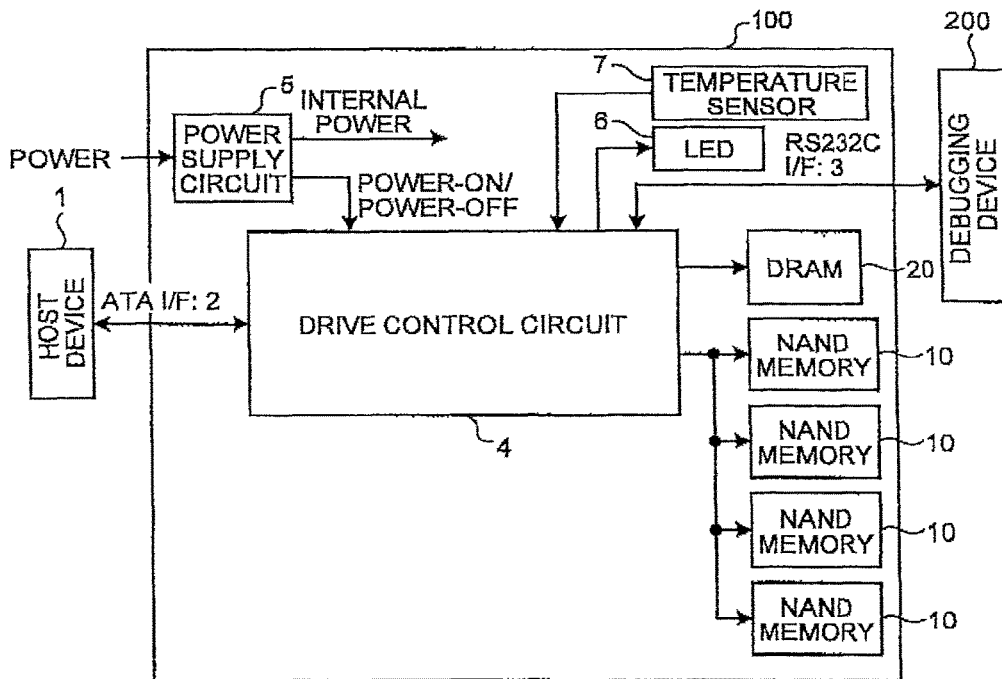 100
200
7
TEMPERATURE
SENSOR
5
INTERNAL
POWER
6
LED
RS232C
I/F: 3
POWER
POWER
SUPPLY
CIRCUIT
POWER-ON/
POWER-OFF
DEBUGGING
DEVICE
1
HOST
DEVICE
ATA I/F: 2
DRIVE CONTROL CIRCUIT
4
DRAM
20
NAND
MEMORY
10
NAND
MEMORY
10
NAND
MEMORY
10
NAND
MEMORY
10